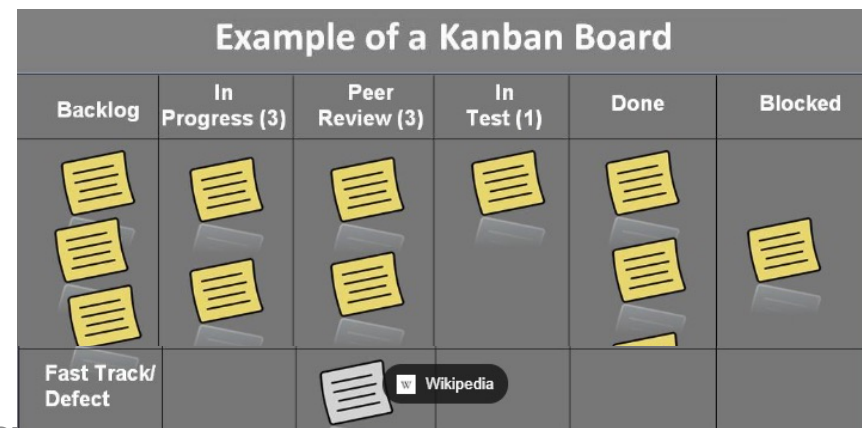 Example of a Kanban Board
Backlog
In
Progress (3)
Peer
Review (3)
In
Test (1)
Done
Blocked
Fast Track/
Defect
W Wikipedia